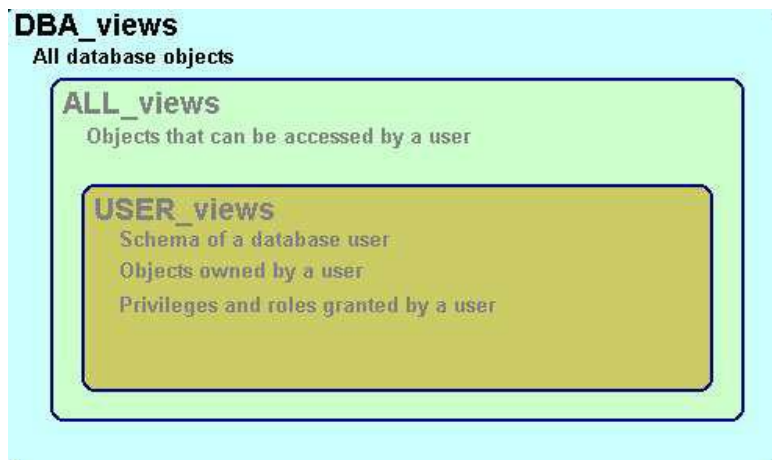 DBA_views
All database objects
ALL_views
Objects that can be accessed by a user
USER_views
Schema of a database user
Objects owned by a user
Privileges and roles granted by a user